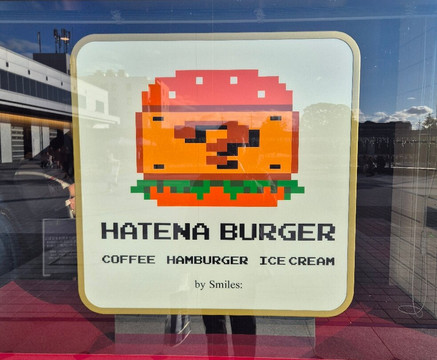 HATENA BURGER
COFFEE HAMBURGER ICE CREAM
by Smiles: